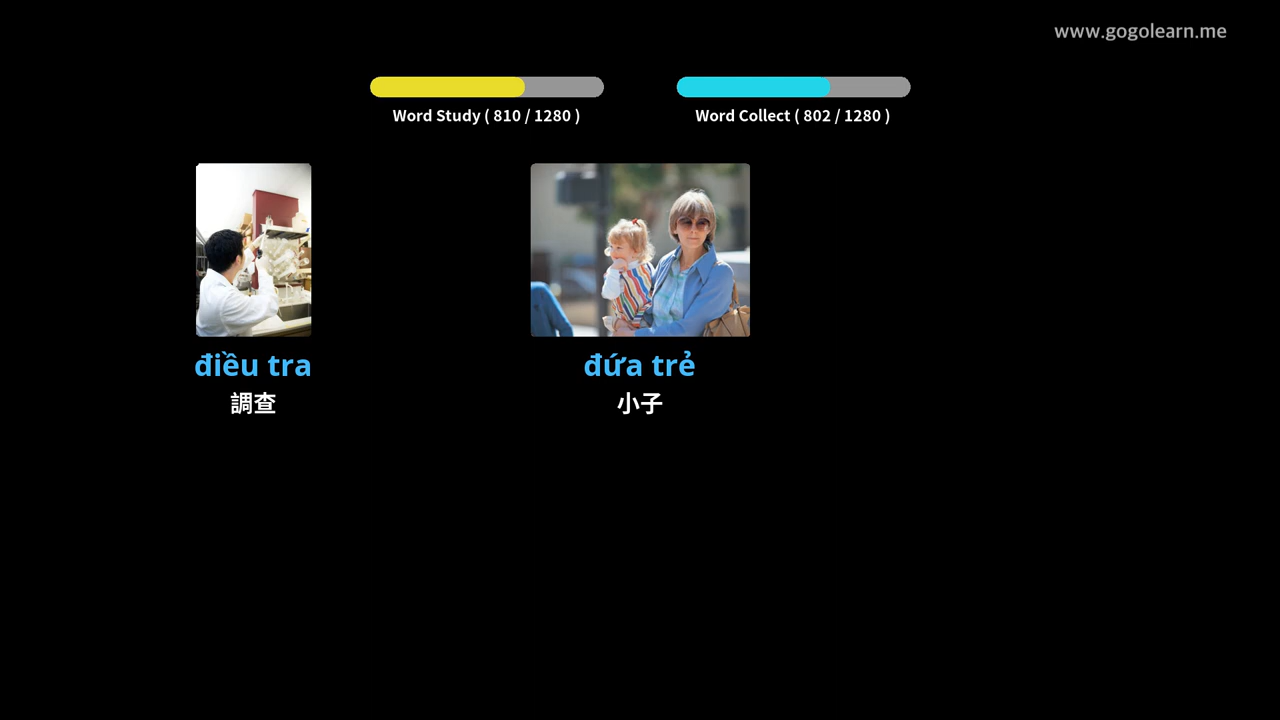 www.gogolearn.me
Word Study ( 810 / 1280 )
Word Collect ( 802 / 1280 )
điều tra
調查
đứa trẻ
小子